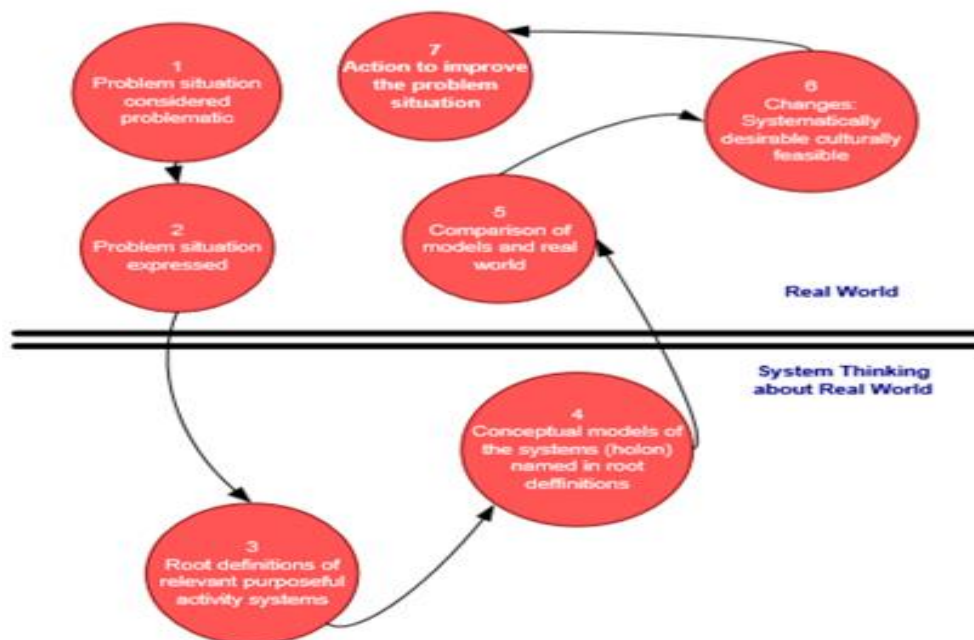 1
Problem situation
considered
problematic
2
Problem situation
expressed
3
Root definitions of
relevant purposeful
activity systems
4
Conceptual models of
the systems (holon)
named in root
deffinitions
5
Comparison of
models and real
world
6
Changes:
Systematically
desirable culturally
feasible
7
Action to improve
the problem
situation
Real World
System Thinking
about Real World